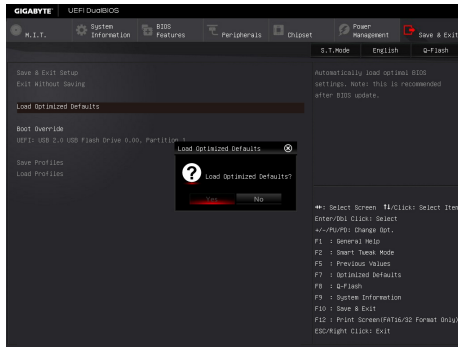 GIGABYTE™ UEFI DualBIOS
M.I.T.
System Information
BIOS Features
Peripherals
Chipset
Power Management
Save & Exit
S.T.Mode English Q-Flash
Save & Exit Setup
Exit Without Saving
Load Optimized Defaults
Boot Override
UEFI: USB 2.0 USB Flash Drive 0.00, Partition 1
Save Profiles
Load Profiles
Load Optimized Defaults
Load Optimized Defaults?
Yes No
Automatically load optimal BIOS
settings. Note: this is recommended
after BIOS update.
: Select Screen ↑↓/Click: Select Item
Enter/Dbl Click: Select
+/-/PU/PD: Change Opt.
F1 : General Help
F2 : Smart Tweak Mode
F5 : Previous Values
F7 : Optimized Defaults
F8 : Q-Flash
F9 : System Information
F10 : Save & Exit
F12 : Print Screen(FAT16/32 Format Only)
ESC/Right Click: Exit